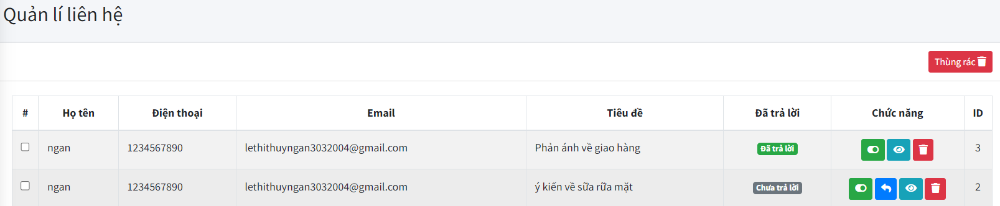 Quản lí liên hệ
Thùng rác
# Họ tên Điện thoại Email Tiêu đề Đã trả lời Chức năng ID
ngan 1234567890 lethithuyngan3032004@gmail.com Phản ánh về giao hàng Đã trả lời 3
ngan 1234567890 lethithuyngan3032004@gmail.com ý kiến về sữa rữa mặt Chưa trả lời 2